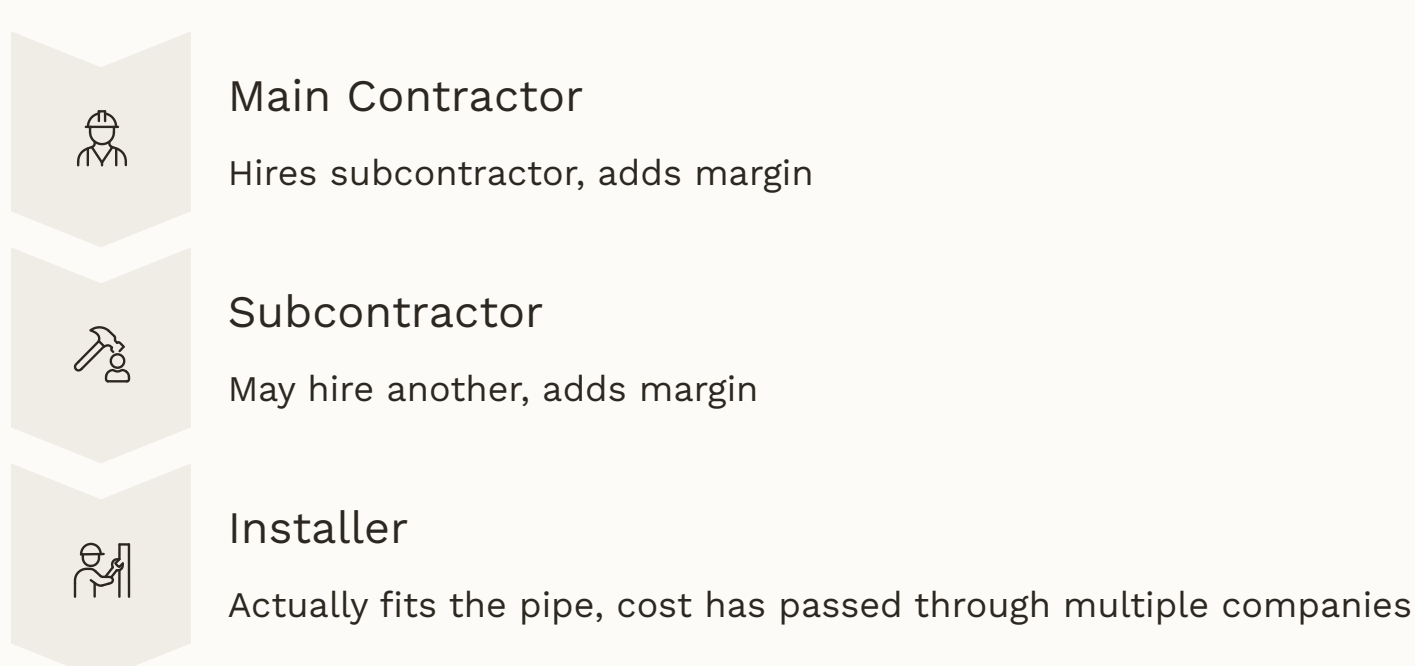 Main Contractor
Hires subcontractor, adds margin
Subcontractor
May hire another, adds margin
Installer
Actually fits the pipe, cost has passed through multiple companies